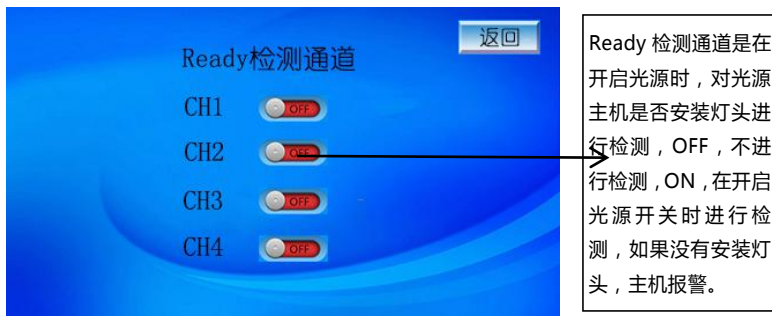 返回
Ready检测通道
CH1 OFF
CH2 OFF
CH3 OFF
CH4 OFF
Ready 检测通道是在
开启光源时，对光源
主机是否安装灯头进
行检测，OFF，不进
行检测，ON，在开启
光源开关时进行检
测，如果没有安装灯
头，主机报警。